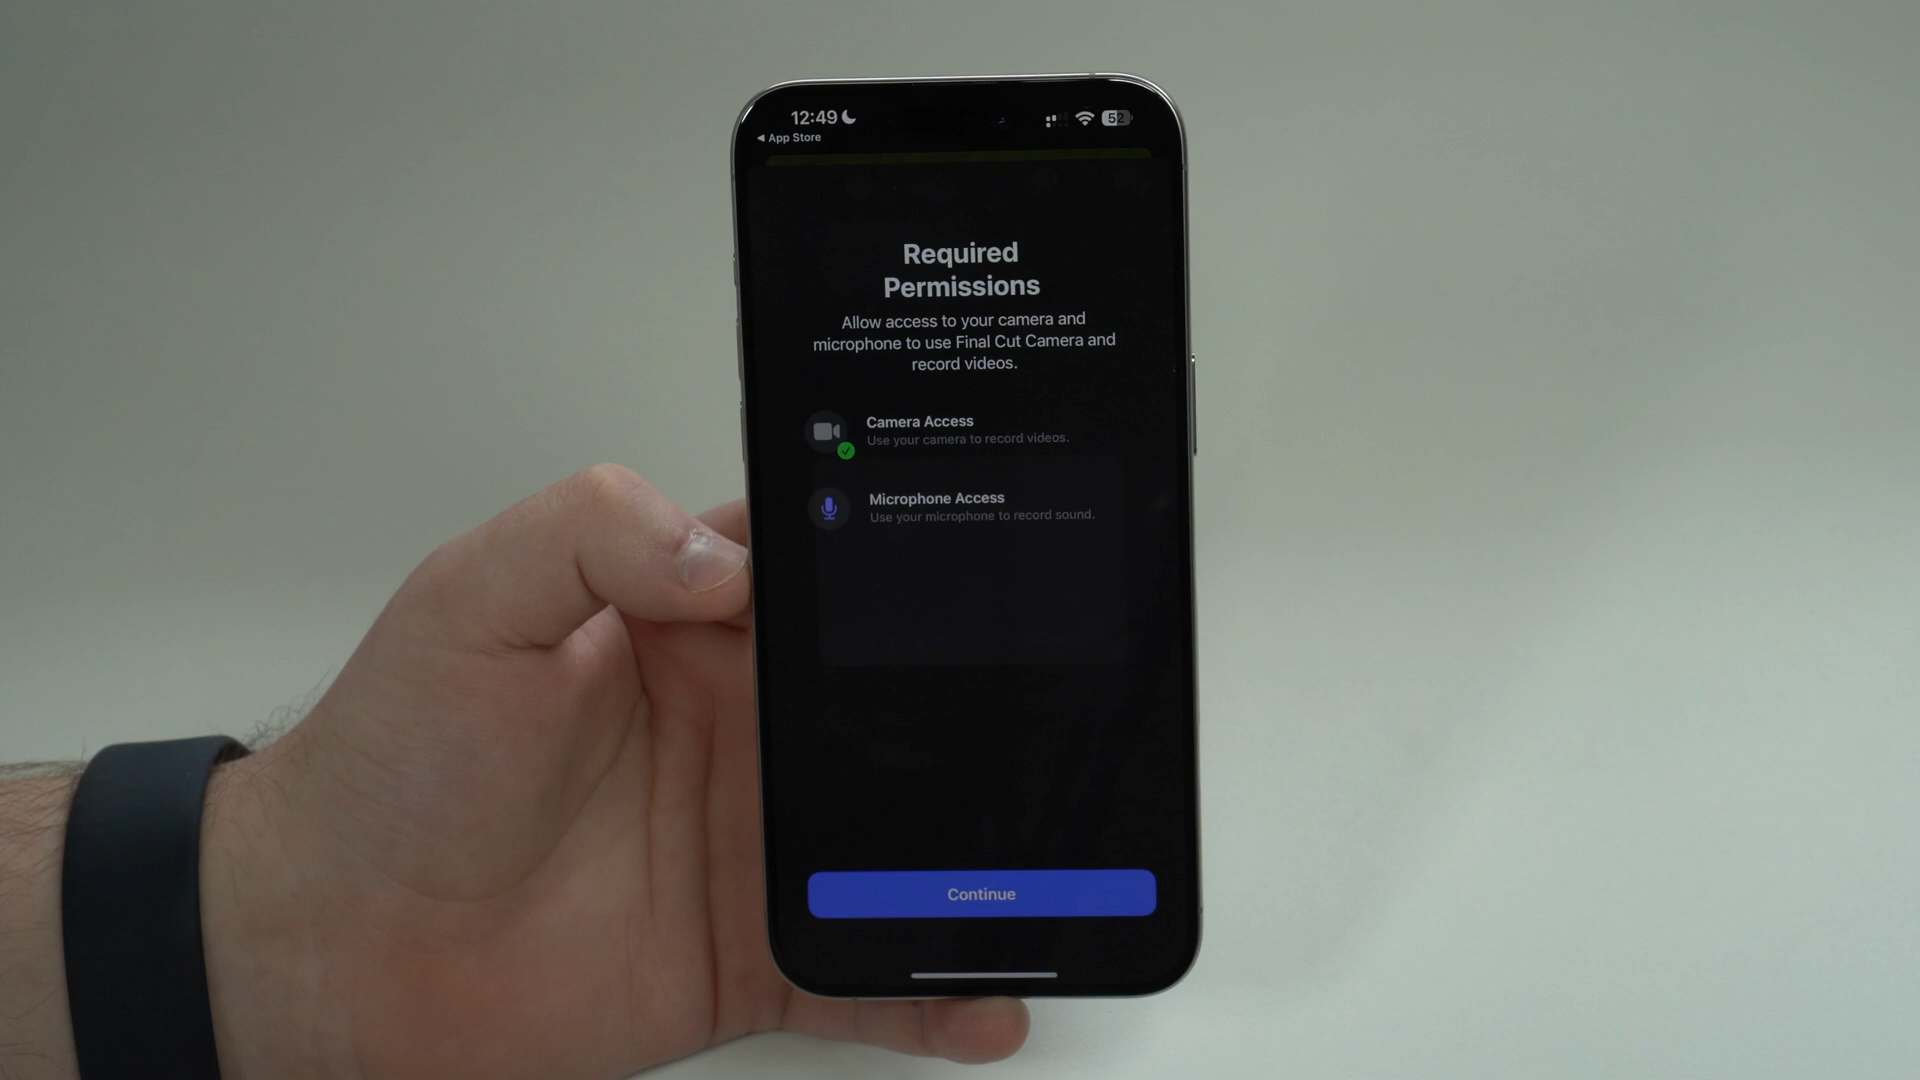 12:49
52
◀ App Store
Required
Permissions
Allow access to your camera and
microphone to use Final Cut Camera and
record videos.
Camera Access
Use your camera to record videos.
Microphone Access
Use your microphone to record sound.
Continue